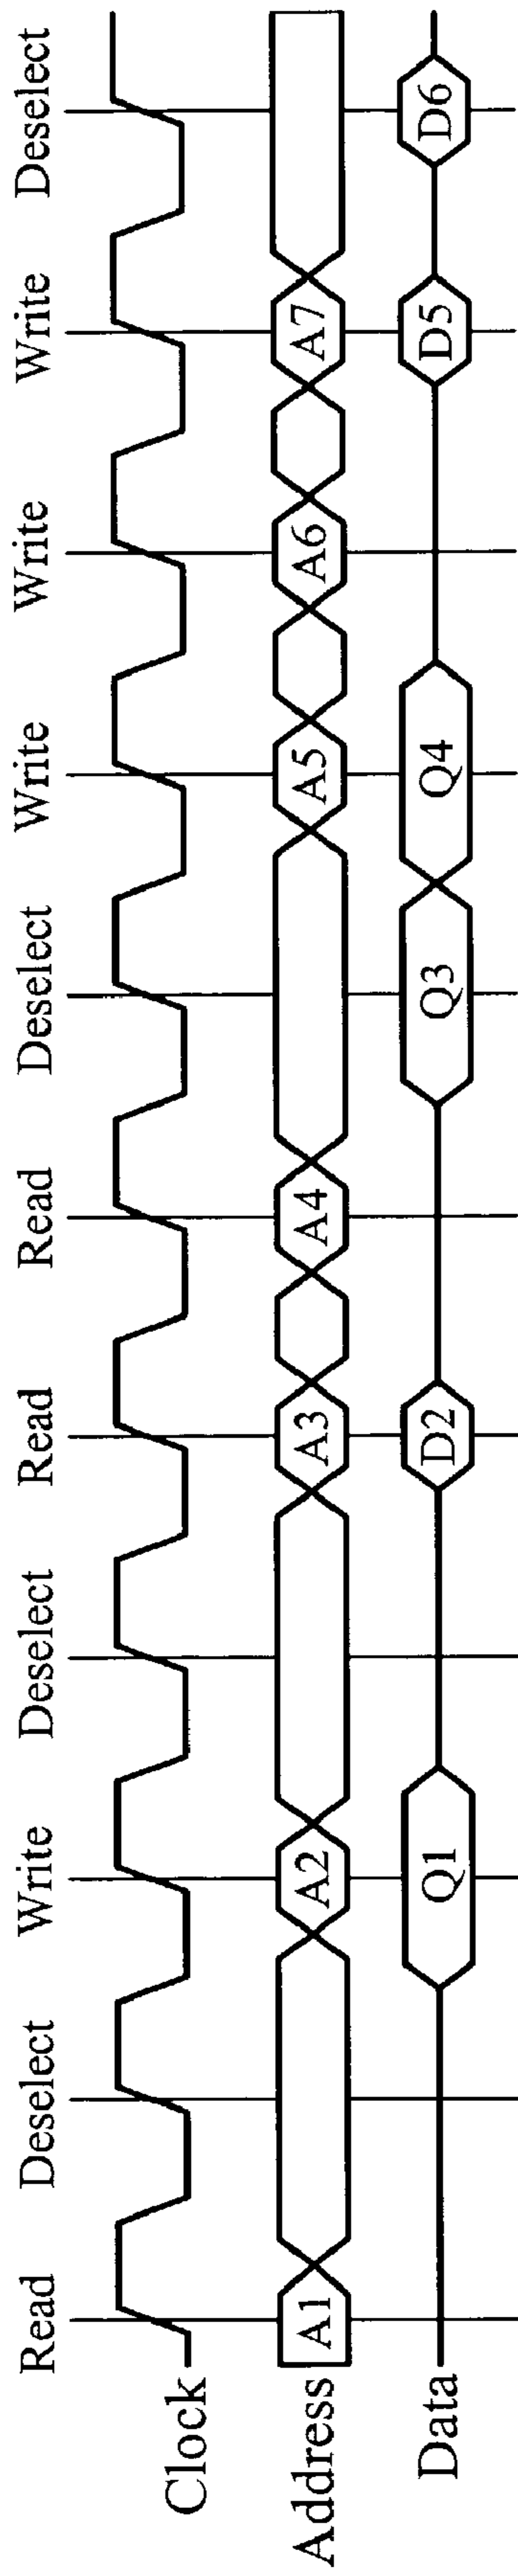 Read Deselect Write Deselect Read Read Deselect Write Write Write Deselect
Clock
Address A1 A2 A3 A4 A5 A6 A7
Data Q1 D2 Q3 Q4 D5 D6